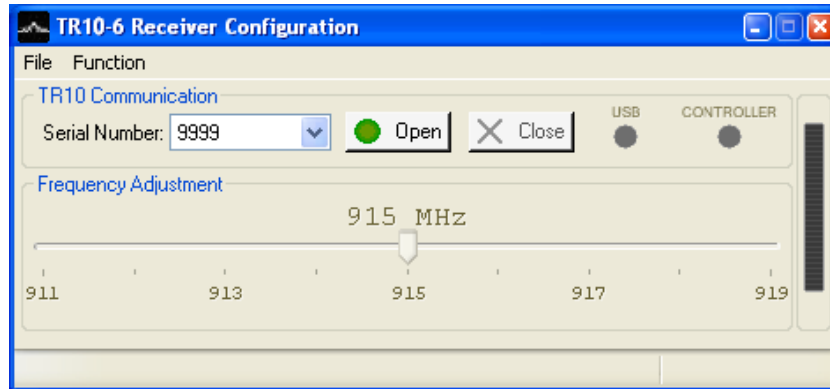 TR10-6 Receiver Configuration
File Function
TR10 Communication
Serial Number: 9999 Open Close USB CONTROLLER
Frequency Adjustment
915 MHz
911 913 915 917 919